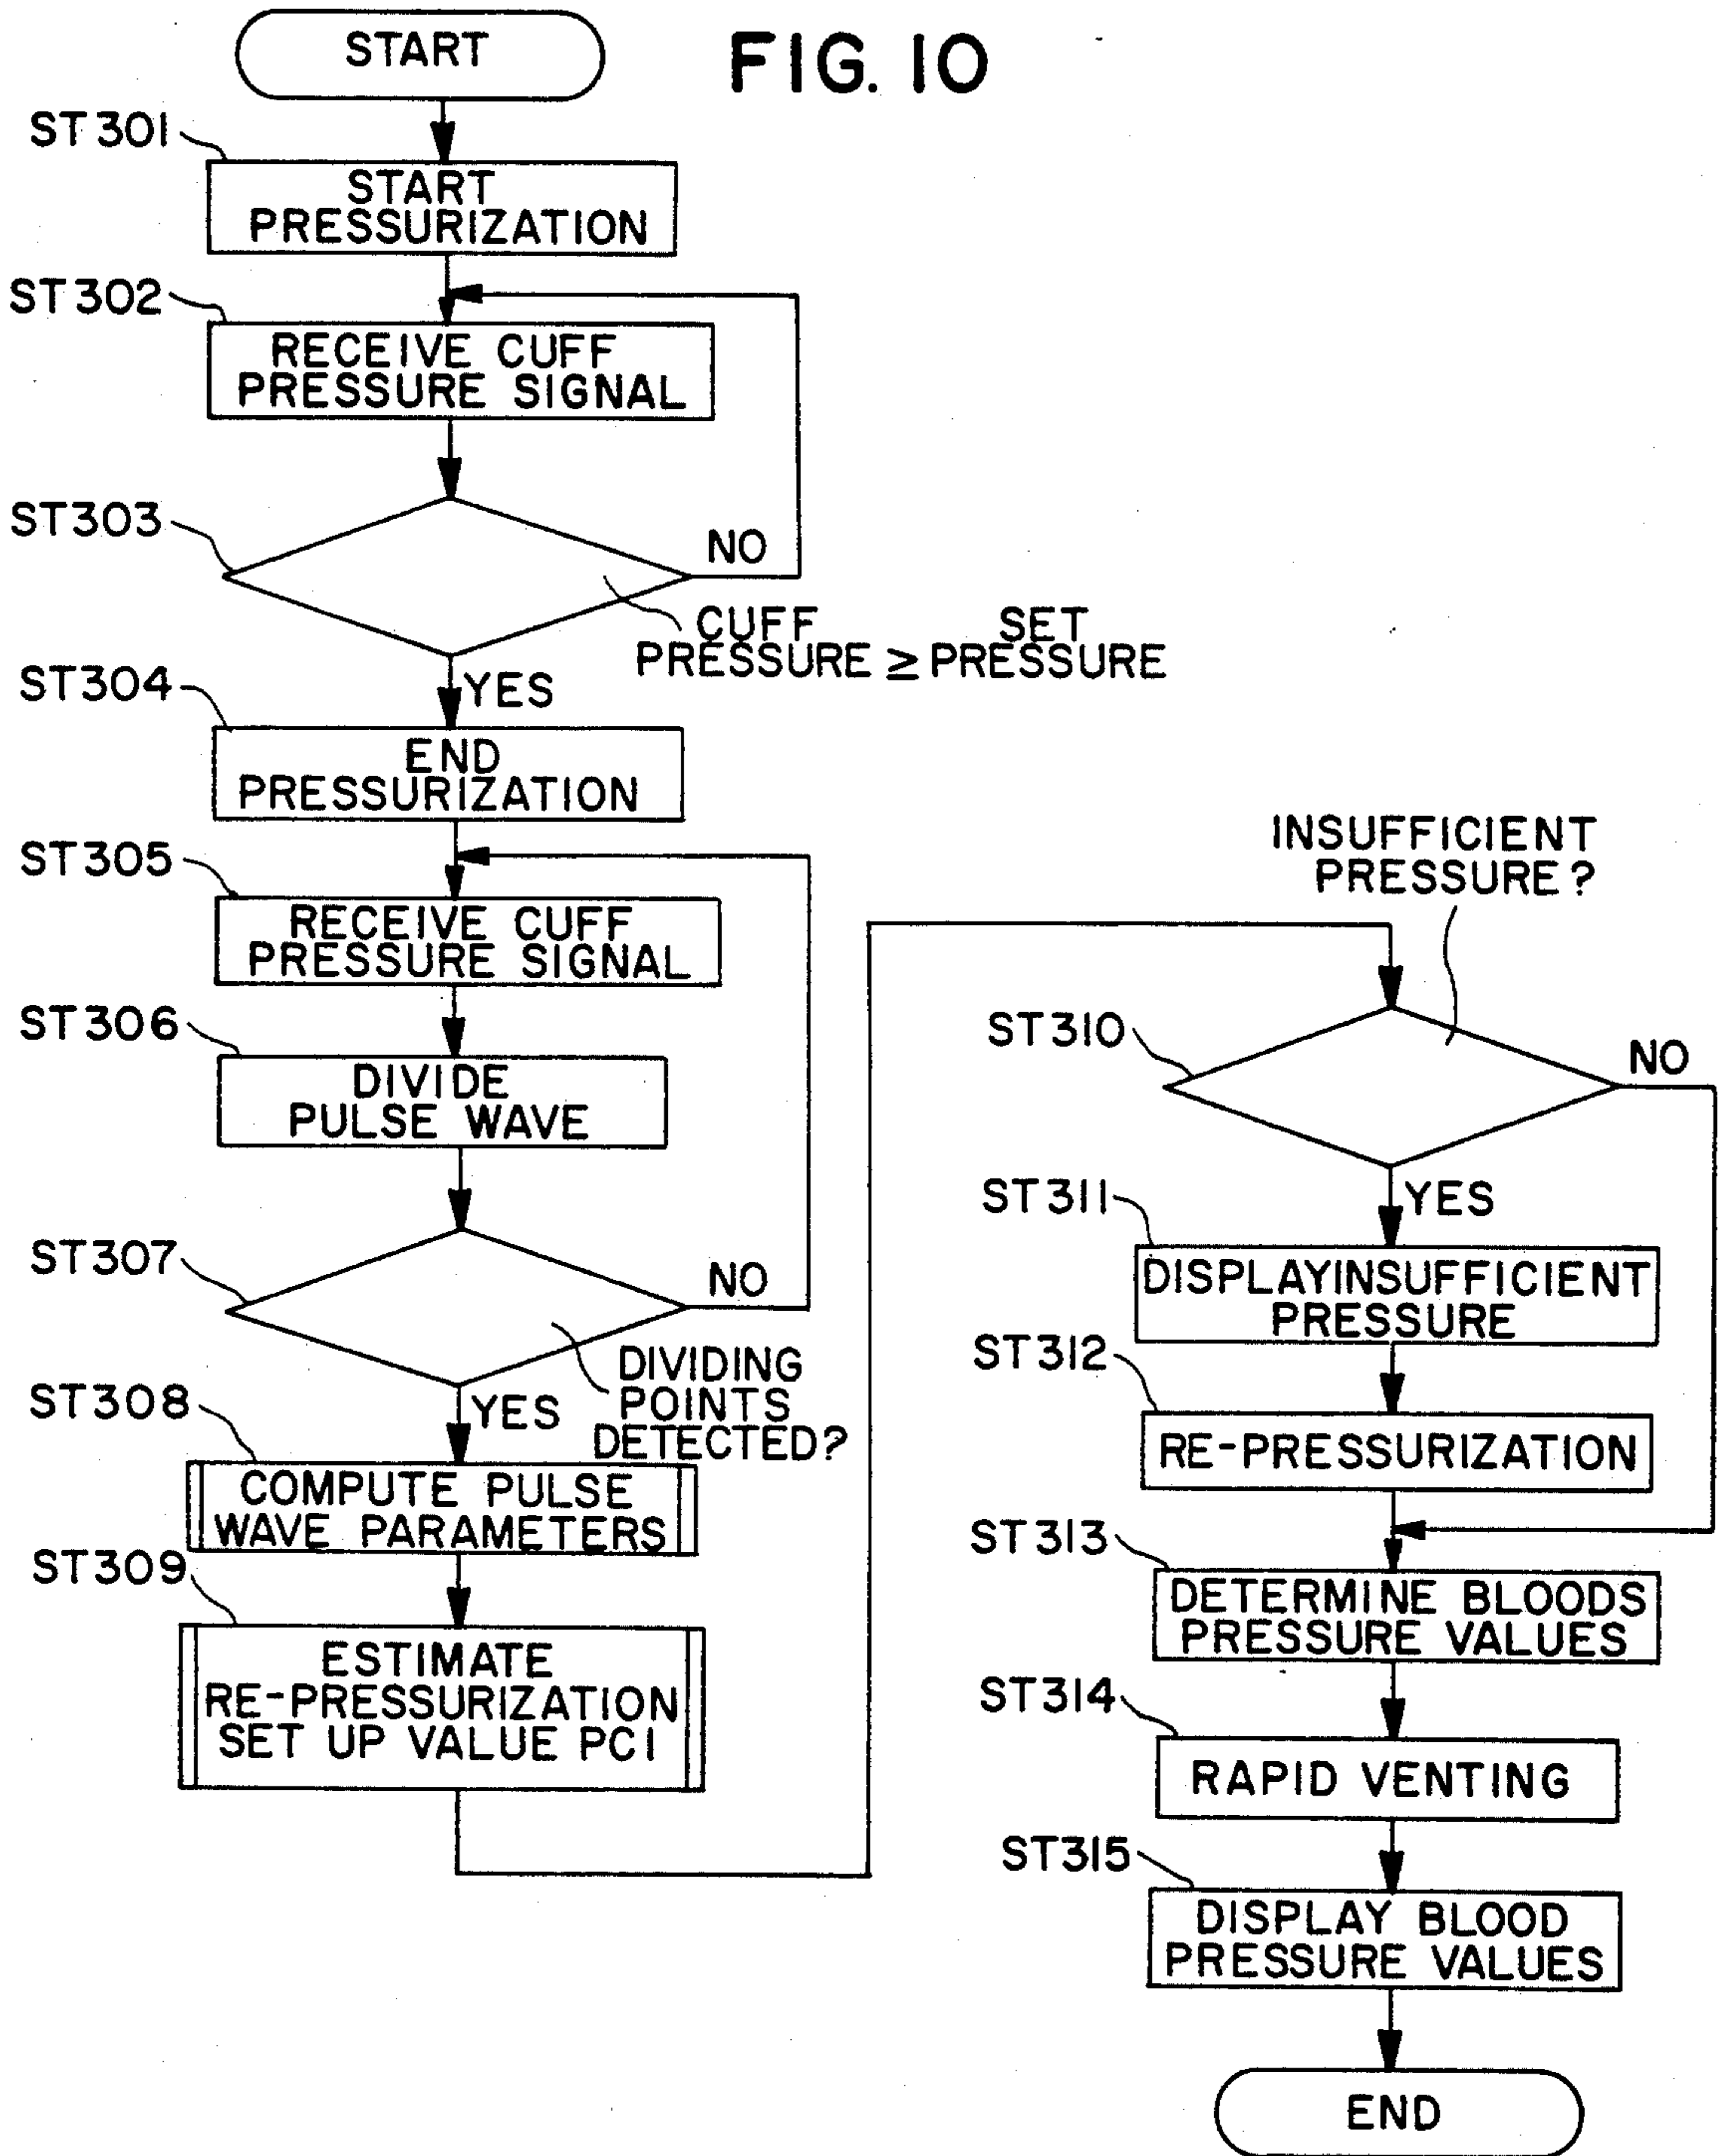 FIG. 10
START
ST301
START
PRESSURIZATION
ST302
RECEIVE CUFF
PRESSURE SIGNAL
ST303
NO
CUFF SET
PRESSURE ≥ PRESSURE
YES
ST304
END
PRESSURIZATION
ST305
RECEIVE CUFF
PRESSURE SIGNAL
ST306
DIVIDE
PULSE WAVE
ST307
NO
DIVIDING
POINTS
DETECTED?
YES
ST308
COMPUTE PULSE
WAVE PARAMETERS
ST309
ESTIMATE
RE-PRESSURIZATION
SET UP VALUE PCI
INSUFFICIENT
PRESSURE?
ST310
NO
YES
ST311
DISPLAYINSUFFICIENT
PRESSURE
ST312
RE-PRESSURIZATION
ST313
DETERMINE BLOODS
PRESSURE VALUES
ST314
RAPID VENTING
ST315
DISPLAY BLOOD
PRESSURE VALUES
END